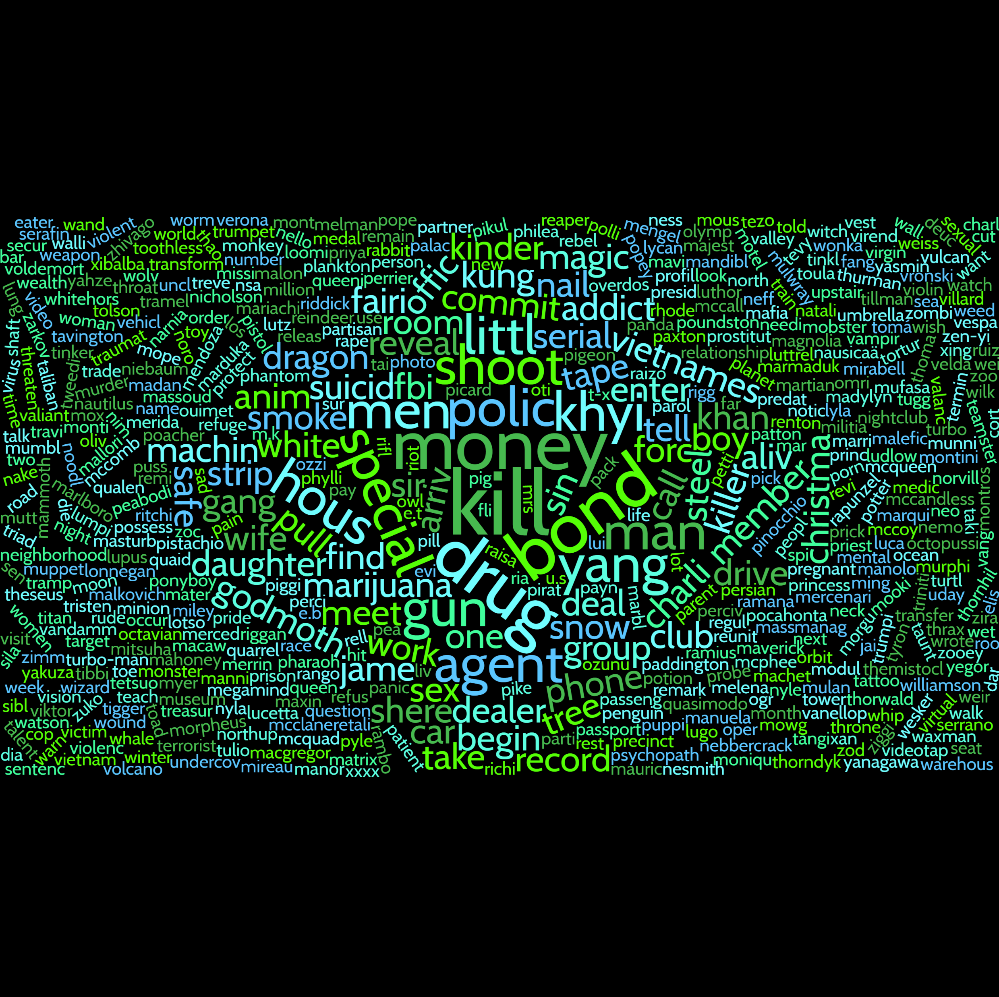 eater wand violent zhivago worm verona mont melman pope partner pikul philea reaper polli mengel ness mous tezo told witch vest wall deuc sexual charl
serafin world trumpet nello medal remain rebel popey lycan olymp motel valley tevy wonka virend weiss cut
secur walli toothless thao monkey loomi priya rabbit palac kinder magic majest mulwray tinkl fang virgin vulcan want
bar weapon xibalba transform number plankton person new offic mavi mandibl toula yasmin
voldemort wolv missi malon queen perrier kung nail overdos profil look north thurman vronski
wealth yahze throat uncl treve nsa million fairi commit addict presid luthor neff train upstair violin watch
lung video whitehors tramel nicholson mariachi riddick rhode mccall mafia natali tillman sea villard
zarkov tolson narnia order pistol reindeer use room littl serial panda poundston needi umbrella zombi weed
shaft woman vehicl los lutz partisan reveal vietnames paxton prostitut mobster tomá wish vespa
tavington noro toy mendoza releas rape relationship luttrel magnolia vampir zen-yi
virus threaten tinker traumat mope marduka protect dragon tai photo shoot pigeon tape planet nausicaä tortur thoma xing ruiz
taliban tweedl trade niebaum phantom suicid fbi raizo marmaduk mirabell velda wei
time murder madan anim picard oti t-x enter rigg martian omri mufasa valanc termin zoo
nautilus massoud ouimet sur men polic khyi parol far predat madylyn tugg wilk
valiant mox name merida refuge smoke notic lyla nightclub teamster cort
talk travi monti nim poacher m.k white money tell khan renton militia turbo
mumbl oliv mallori machin special rifl riot forc boy patton mar marri malefic munni
two noodl mccomb puss ozzi steel aliv princ ludlow montini
nake mammoth remi sad strip hous phylli sir arriv pig pack petti pick porn mcqueen
road marlboro qualen safe gang pay kill sin call killer member christma revi medic norvill
mutt die lumpi peabodi ritchi pain pull owl fli mrs bond life pinocchio rapunzel potter mccandless montros
triad night possess zoc wife e.t man peopl marqui neo taki
masturb pistachio pill lui prick mccoy nemo
neighborhood lupus quaid daughter find drug raisa yang lot charli drive spi priest luca octopussi vang
sen muppet lonnegan marijuana evi ria u.s pregnant mental ocean manolo murphi
tramp moon ponyboy godmoth piggi pirat payn parent persian princess ming triniti turtl
theseus malkovich mater perci gun deal marbl ramana mercenari mooki uday thornhil elis
women tristen minion miley e.b meet perciv pocahonta neck morgu transfer zira
titan rude occur lotso pride pea one snow club regul massmanag trumpi tyron taunt thrax wet
visit vandamm octavian merced riggan rell work group reunit next jai wrote roo
sila target mitsuha macaw quarrel race hit agent ramius maverick orbit zooey
zimm turbo-man mahoney merrin pharaoh jame liv ozunu paddington mcphee modul themistocl yegor
yakuza tibbi toe monster manni prison rango phone potion probe machet tattoo dar
week wizard tetsuo myer megamind queen panic sex pike remark melena nyle mulan williamson
vision zuko teach museum maxin refus passeng quasimodo ogr tower thorwald weir
sibl viktor tigger toad treasur nyla lucetta question shere dealer tree penguin manuela month vanellop whip wesker virtual walk
watson wound morpheus mcclane retali rambo car begin passport puppi lugo oper mowg throne serrano
talent cop victim whale northup mcquad pyle patient parti rest precinct nebbercrack tangixan ziggi waxman
dia warn violenc terrorist tulio macgregor take record psychopath zod videotap seat
vietnam winter undercov mireau matrix richi moniqu thorndyk yanagawa warehous
sentenc volcano manor xxxx mauric nesmith